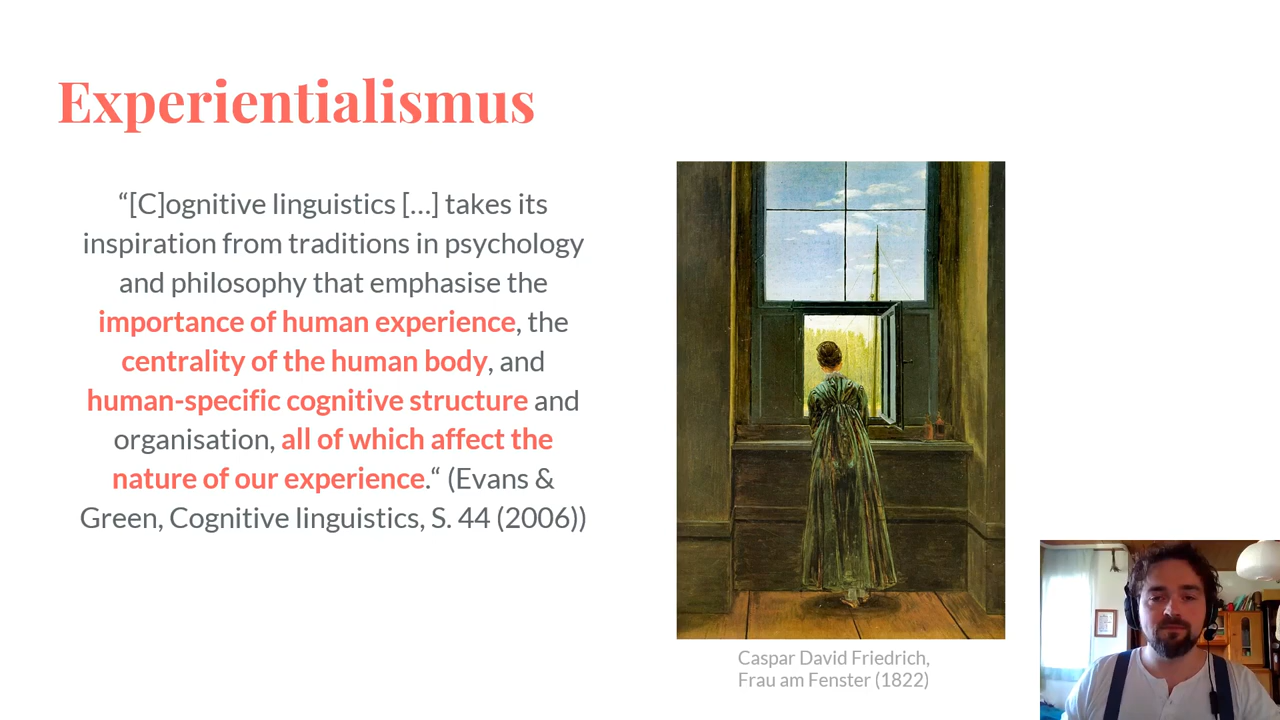 Experientialismus
“[C]ognitive linguistics […] takes its
inspiration from traditions in psychology
and philosophy that emphasise the
importance of human experience, the
centrality of the human body, and
human-specific cognitive structure and
organisation, all of which affect the
nature of our experience.“ (Evans &
Green, Cognitive linguistics, S. 44 (2006))
Caspar David Friedrich,
Frau am Fenster (1822)